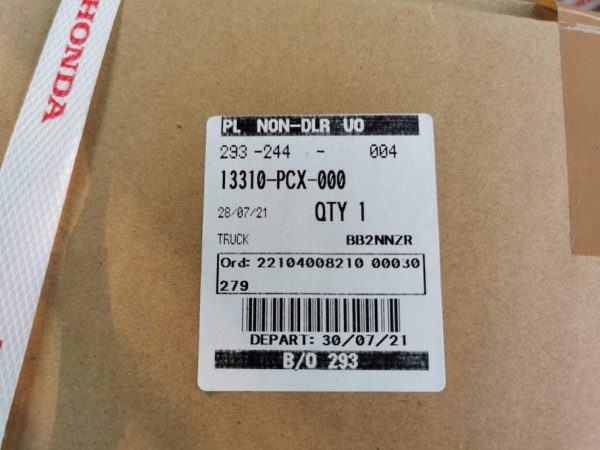 HONDA
PL NON-DLR UO
293 -244 - 004
13310-PCX-000
28/07/21 QTY 1
TRUCK BB2NNZR
Ord: 22104008210 00030
279
DEPART: 30/07/21
B/O 293